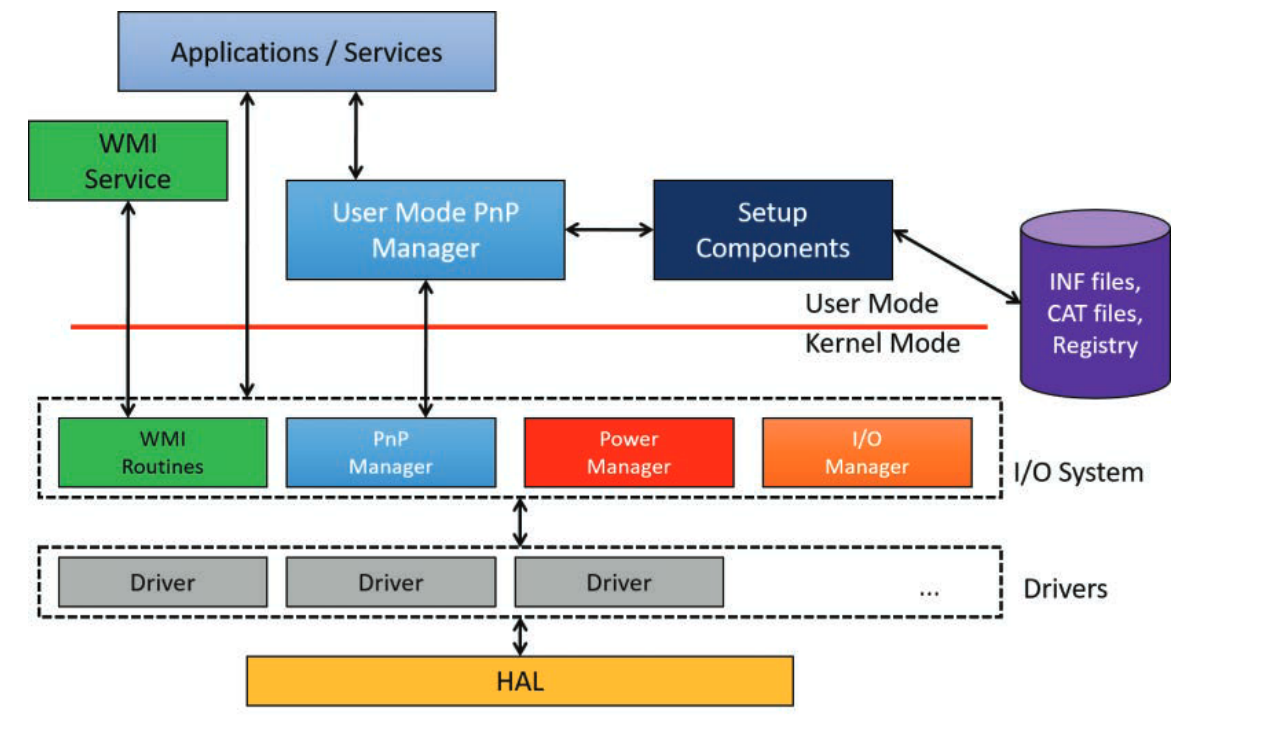 Applications / Services
WMI
Service
User Mode PnP
Manager
Setup
Components
INF files,
CAT files,
Registry
User Mode
Kernel Mode
WMI
Routines
PnP
Manager
Power
Manager
I/O
Manager
I/O System
Driver
Driver
Driver
...
Drivers
HAL